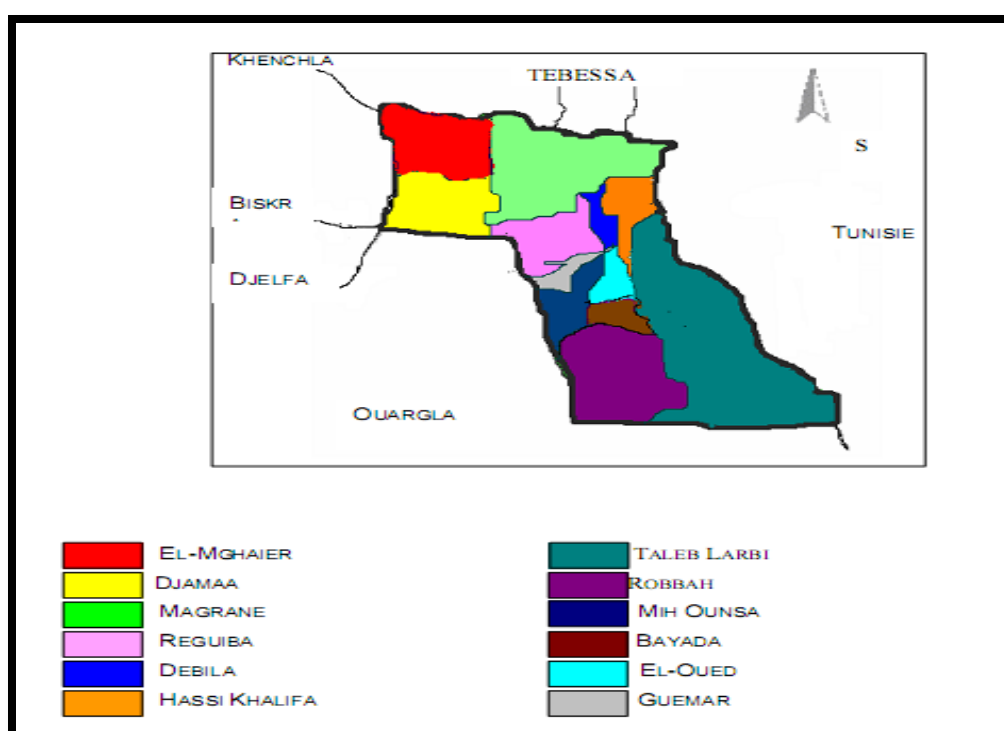 KHENCHLA
TEBESSA
S
BISKR
TUNISIE
DJELFA
OUARGLA
EL-MGHAIER
DJAMAA
MAGRANE
REGUIBA
DEBILA
HASSI KHALIFA
TALEB LARBI
ROBBAH
MIH OUNSA
BAYADA
EL-OUED
GUEMAR